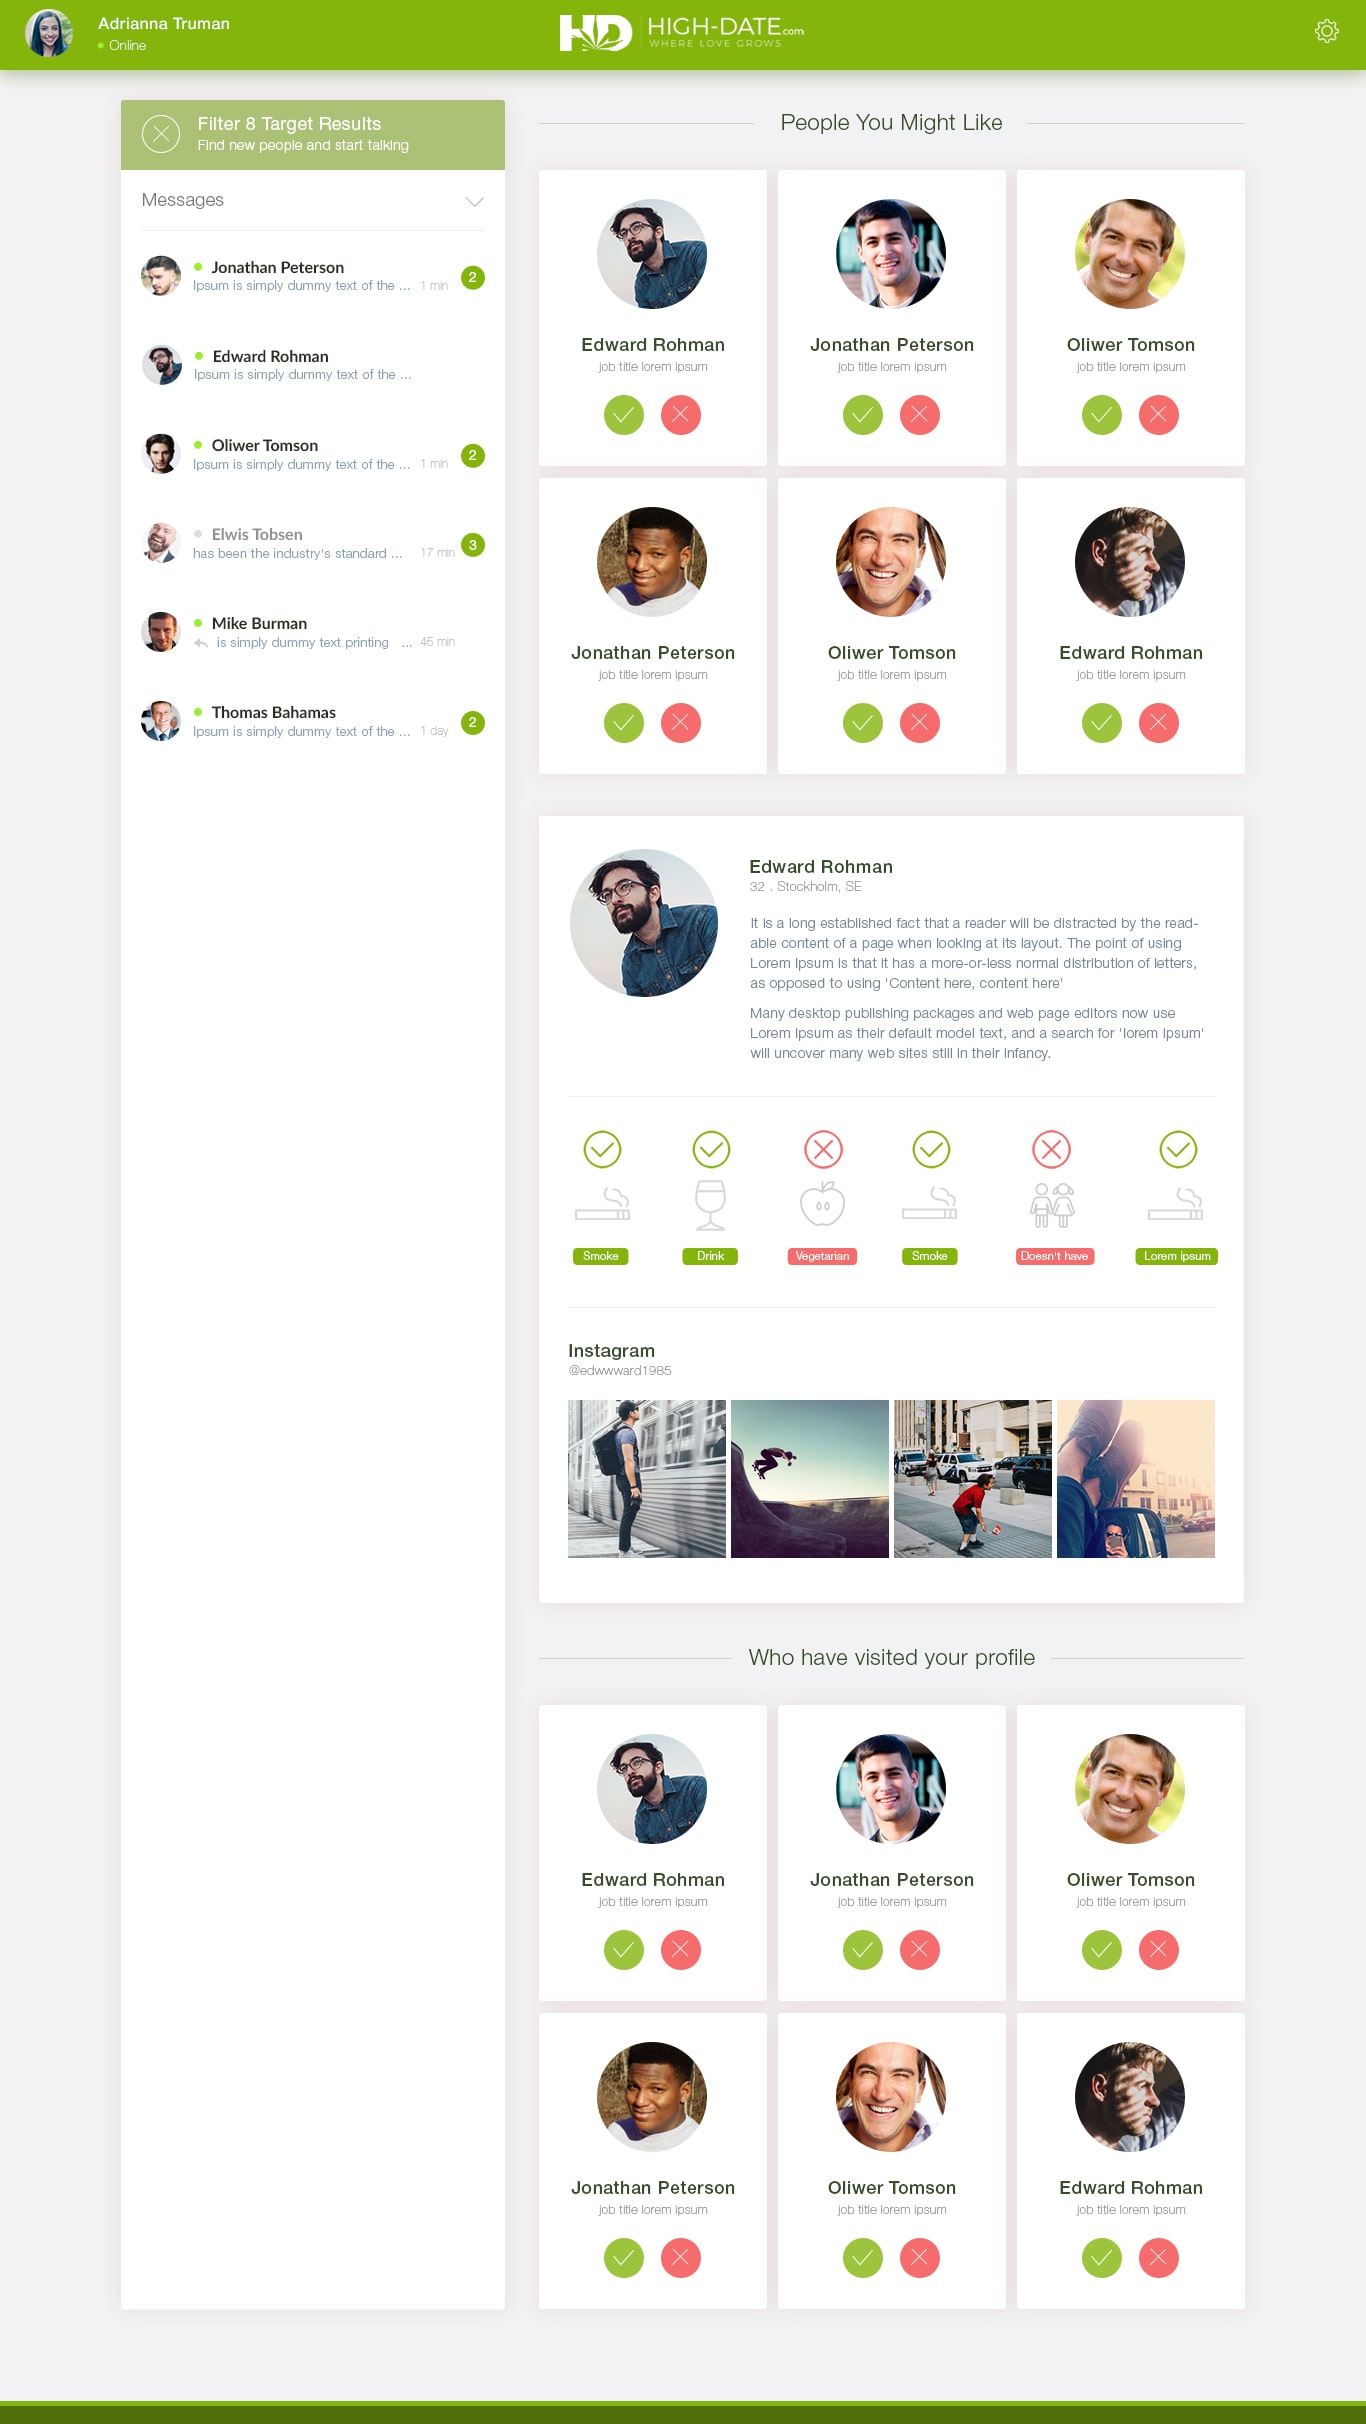 Adrianna Truman
Online
HD HIGH-DATE.com
WHERE LOVE GROWS
Filter 8 Target Results
Find new people and start talking
Messages
Jonathan Peterson
Ipsum is simply dummy text of the ... 1 min 2
Edward Rohman
Ipsum is simply dummy text of the ...
Oliwer Tomson
Ipsum is simply dummy text of the ... 1 min 2
Elwis Tobsen
has been the industry's standard ... 17 min 3
Mike Burman
is simply dummy text printing ... 45 min
Thomas Bahamas
Ipsum is simply dummy text of the ... 1 day 2
People You Might Like
Edward Rohman
job title lorem ipsum
Jonathan Peterson
job title lorem ipsum
Oliwer Tomson
job title lorem ipsum
Jonathan Peterson
job title lorem ipsum
Oliwer Tomson
job title lorem ipsum
Edward Rohman
job title lorem ipsum
Edward Rohman
32 . Stockholm, SE
It is a long established fact that a reader will be distracted by the read-
able content of a page when looking at its layout. The point of using
Lorem Ipsum is that it has a more-or-less normal distribution of letters,
as opposed to using 'Content here, content here'
Many desktop publishing packages and web page editors now use
Lorem Ipsum as their default model text, and a search for 'lorem ipsum'
will uncover many web sites still in their infancy.
Smoke
Drink
Vegetarian
Smoke
Doesn't have
Lorem ipsum
Instagram
@edwwward1985
Who have visited your profile
Edward Rohman
job title lorem ipsum
Jonathan Peterson
job title lorem ipsum
Oliwer Tomson
job title lorem ipsum
Jonathan Peterson
job title lorem ipsum
Oliwer Tomson
job title lorem ipsum
Edward Rohman
job title lorem ipsum